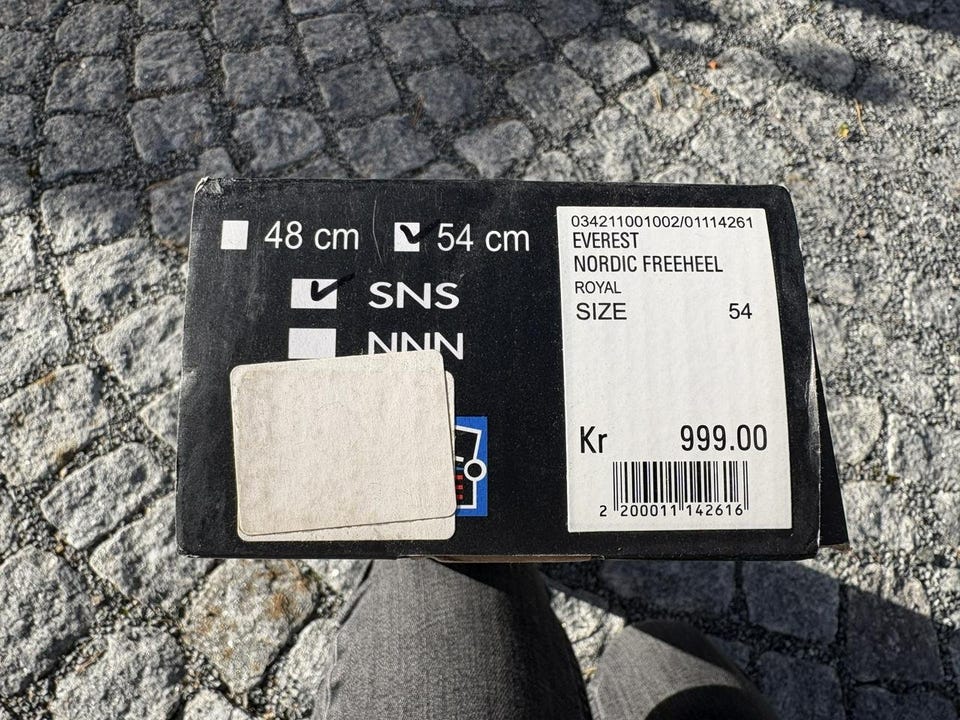 48 cm
54 cm
SNS
NNN
034211001002/01114261
EVEREST
NORDIC FREEHEEL
ROYAL
SIZE 54
Kr 999.00
2 200011 142616